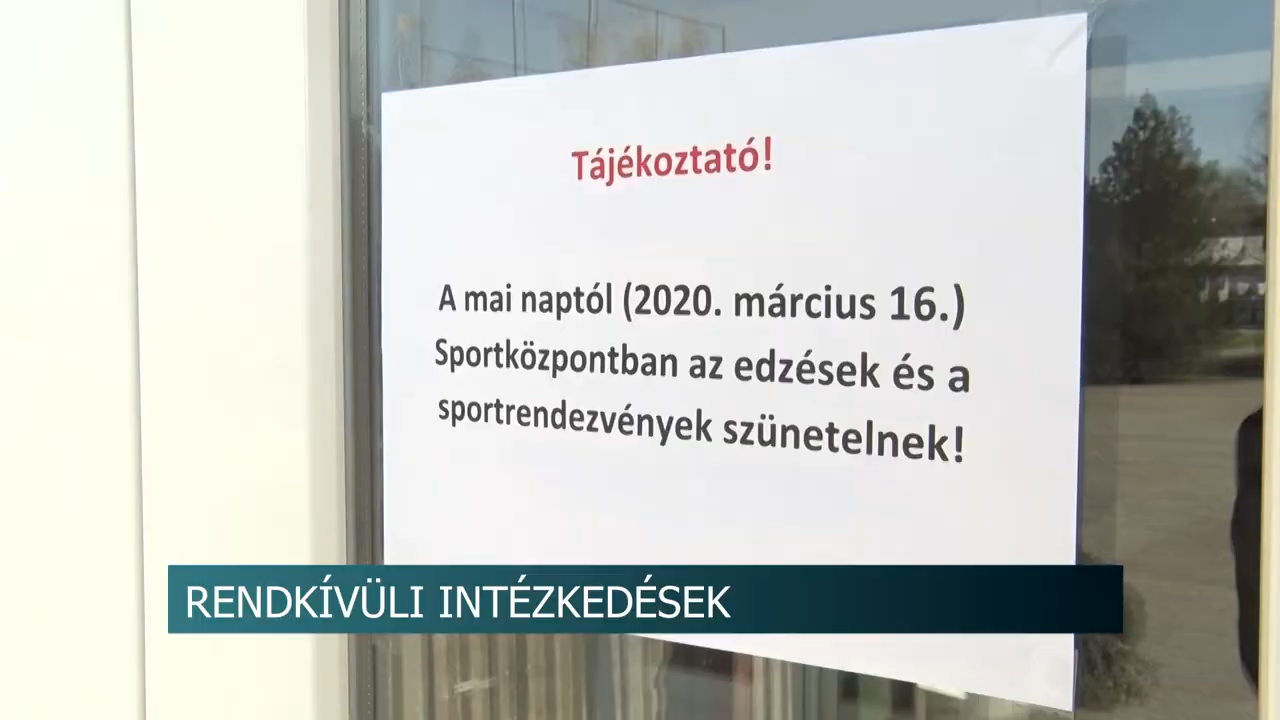 Tájékoztató!
A mai naptól (2020. március 16.)
Sportközpontban az edzések és a
sportrendezvények szünetelnek!
RENDKÍVÜLI INTÉZKEDÉSEK